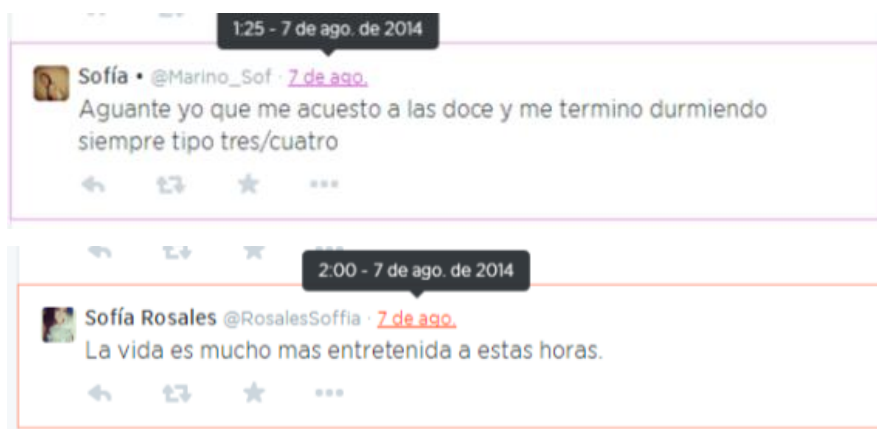 1:25 - 7 de ago. de 2014
Sofía • @Marino_Sof · 7 de ago.
Aguante yo que me acuesto a las doce y me termino durmiendo
siempre tipo tres/cuatro
2:00 - 7 de ago. de 2014
Sofía Rosales @RosalesSoffia · 7 de ago.
La vida es mucho mas entretenida a estas horas.